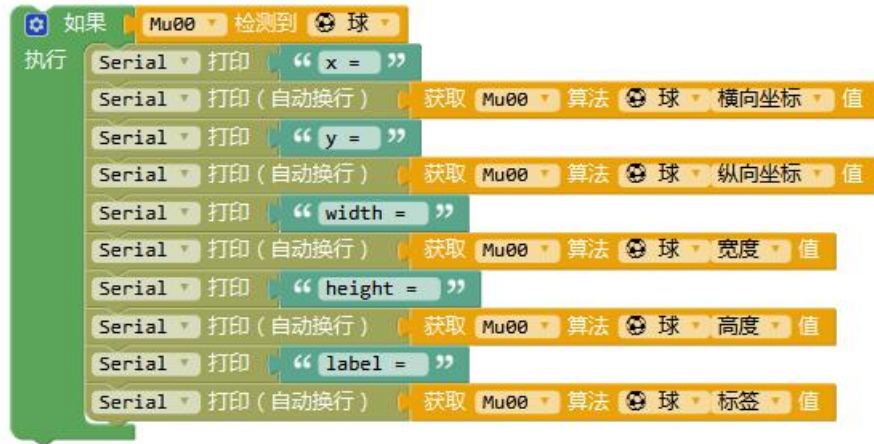 如果 Mu00 检测到 球
执行 Serial 打印 “ x = ”
Serial 打印（自动换行） 获取 Mu00 算法 球 横向坐标 值
Serial 打印 “ y = ”
Serial 打印（自动换行） 获取 Mu00 算法 球 纵向坐标 值
Serial 打印 “ width = ”
Serial 打印（自动换行） 获取 Mu00 算法 球 宽度 值
Serial 打印 “ height = ”
Serial 打印（自动换行） 获取 Mu00 算法 球 高度 值
Serial 打印 “ label = ”
Serial 打印（自动换行） 获取 Mu00 算法 球 标签 值